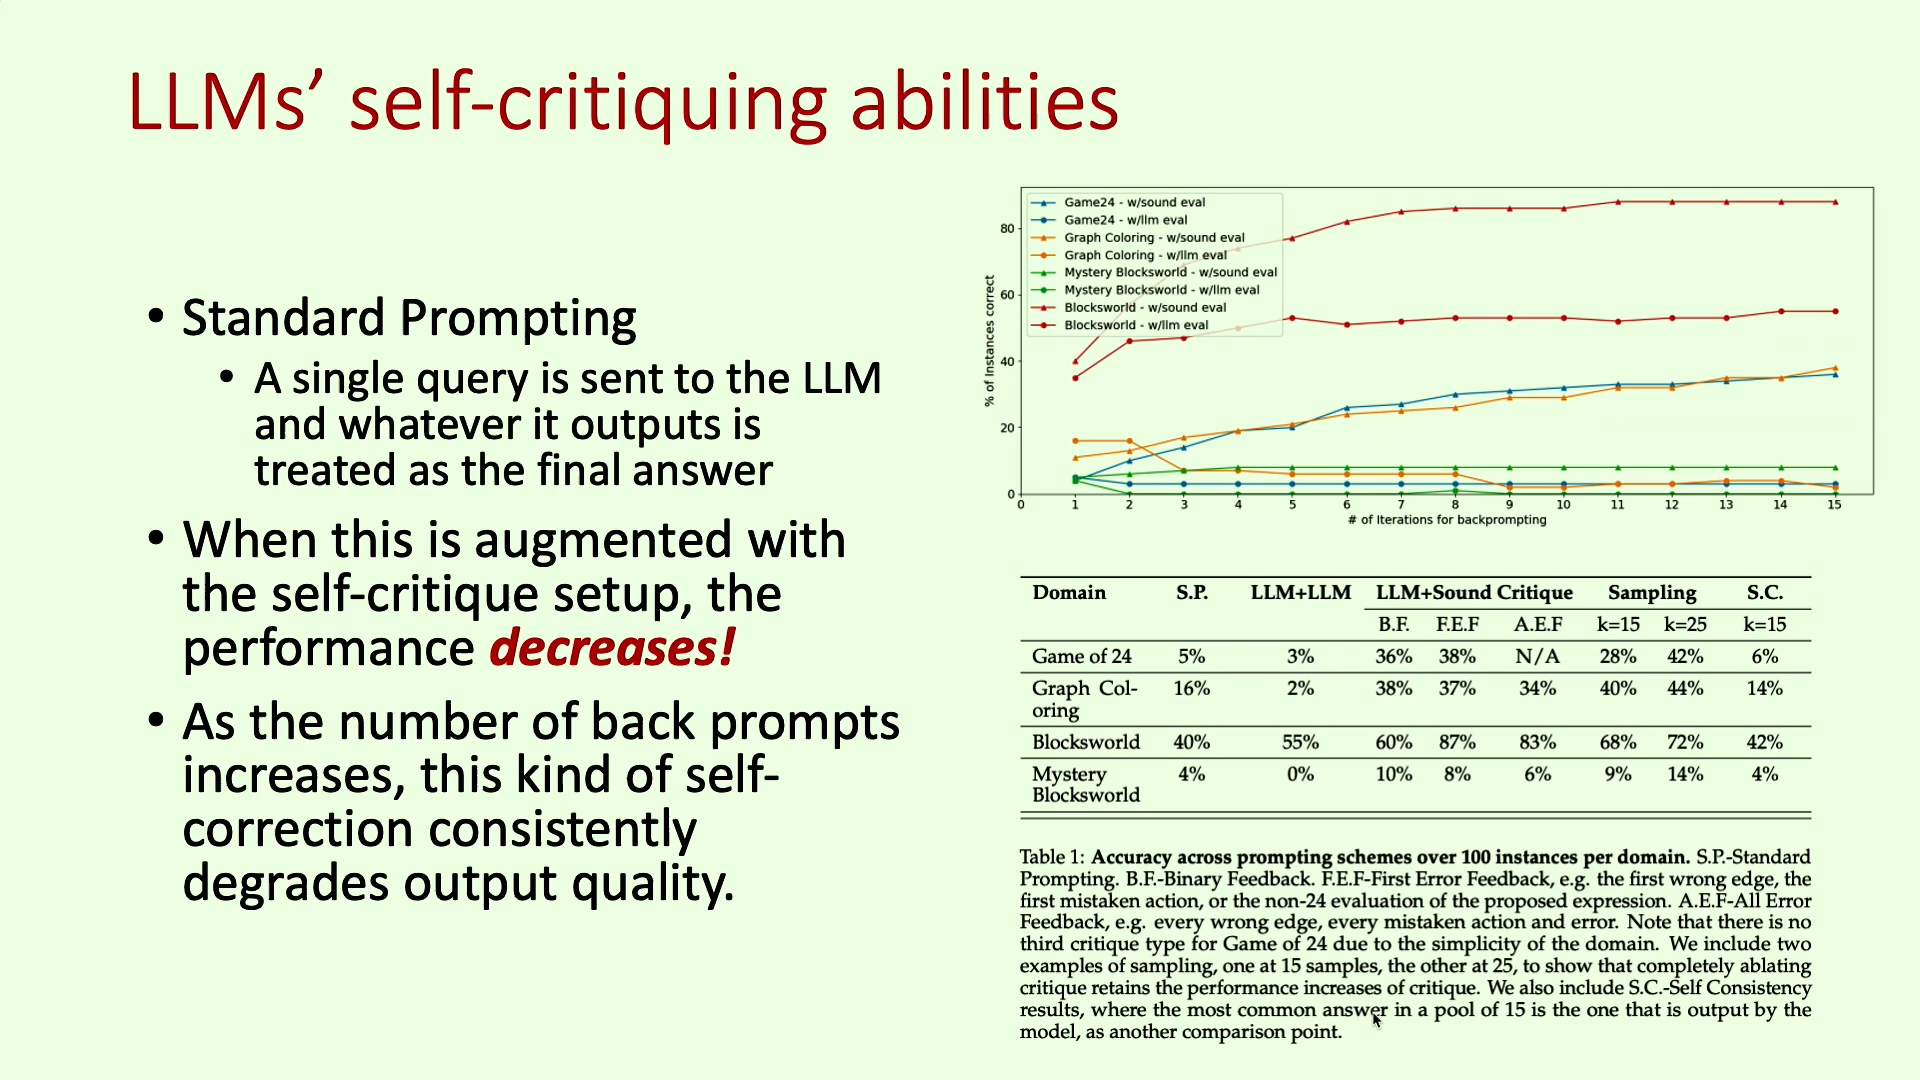 LLMs’ self-critiquing abilities
• Standard Prompting
• A single query is sent to the LLM
and whatever it outputs is
treated as the final answer
• When this is augmented with
the self-critique setup, the
performance decreases!
• As the number of back prompts
increases, this kind of self-
correction consistently
degrades output quality.
Game24 - w/sound eval
Game24 - w/llm eval
Graph Coloring - w/sound eval
Graph Coloring - w/llm eval
Mystery Blocksworld - w/sound eval
Mystery Blocksworld - w/llm eval
Blocksworld - w/sound eval
Blocksworld - w/llm eval
% of Instances correct
80
60
40
20
0
0 1 2 3 4 5 6 7 8 9 10 11 12 13 14 15
# of Iterations for backprompting
Domain S.P. LLM+LLM LLM+Sound Critique Sampling S.C.
B.F. F.E.F A.E.F k=15 k=25 k=15
Game of 24 5% 3% 36% 38% N/A 28% 42% 6%
Graph Col- 16% 2% 38% 37% 34% 40% 44% 14%
oring
Blocksworld 40% 55% 60% 87% 83% 68% 72% 42%
Mystery 4% 0% 10% 8% 6% 9% 14% 4%
Blocksworld
Table 1: Accuracy across prompting schemes over 100 instances per domain. S.P.-Standard
Prompting. B.F.-Binary Feedback. F.E.F-First Error Feedback, e.g. the first wrong edge, the
first mistaken action, or the non-24 evaluation of the proposed expression. A.E.F-All Error
Feedback, e.g. every wrong edge, every mistaken action and error. Note that there is no
third critique type for Game of 24 due to the simplicity of the domain. We include two
examples of sampling, one at 15 samples, the other at 25, to show that completely ablating
critique retains the performance increases of critique. We also include S.C.-Self Consistency
results, where the most common answer in a pool of 15 is the one that is output by the
model, as another comparison point.